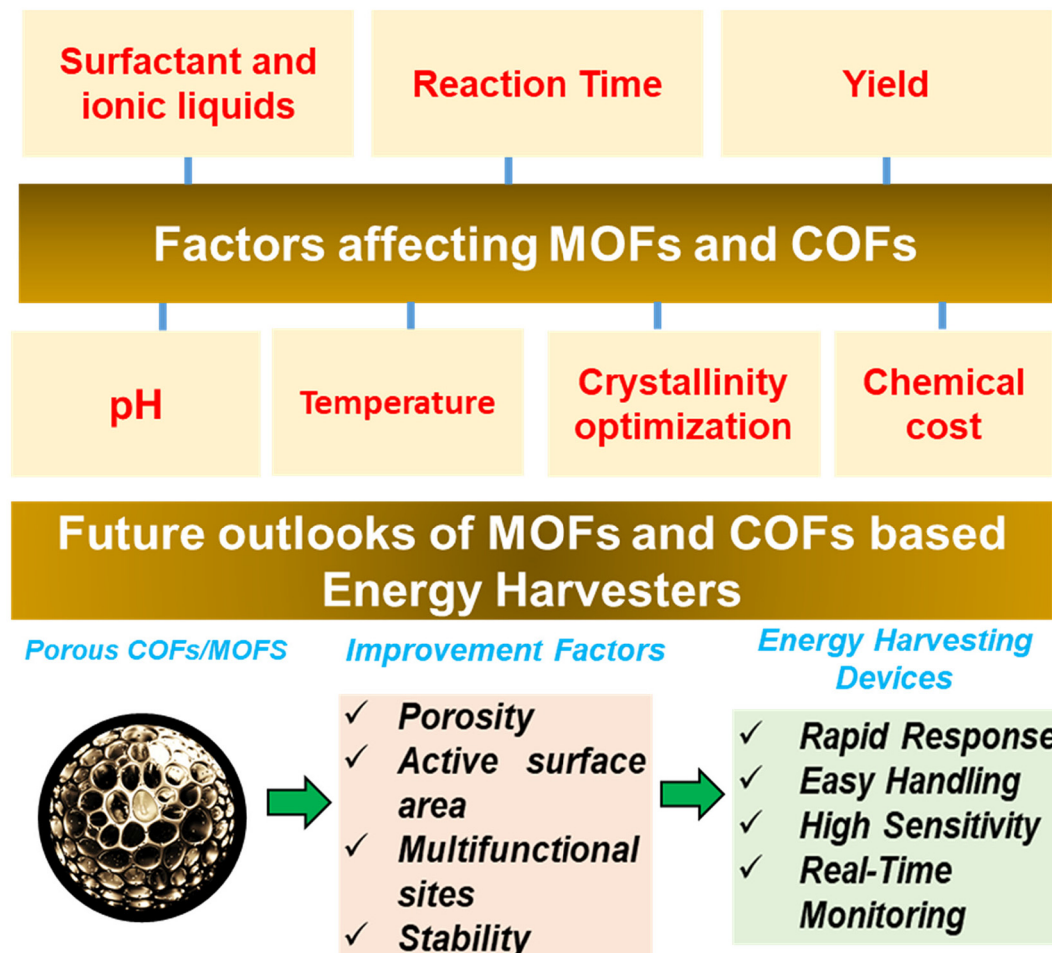 Surfactant and
ionic liquids
Reaction Time
Yield
Factors affecting MOFs and COFs
pH
Temperature
Crystallinity
optimization
Chemical
cost
Future outlooks of MOFs and COFs based
Energy Harvesters
Porous COFs/MOFS
Improvement Factors
Energy Harvesting
Devices
✓ Porosity
✓ Active surface
area
✓ Multifunctional
sites
✓ Stability
✓ Rapid Response
✓ Easy Handling
✓ High Sensitivity
✓ Real-Time
Monitoring